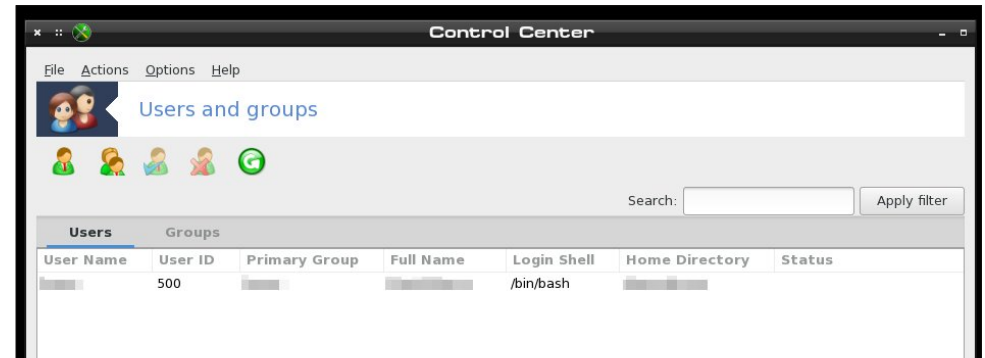 Control Center
File Actions Options Help
Users and groups
Search: Apply filter
Users Groups
User Name User ID Primary Group Full Name Login Shell Home Directory Status
500 /bin/bash